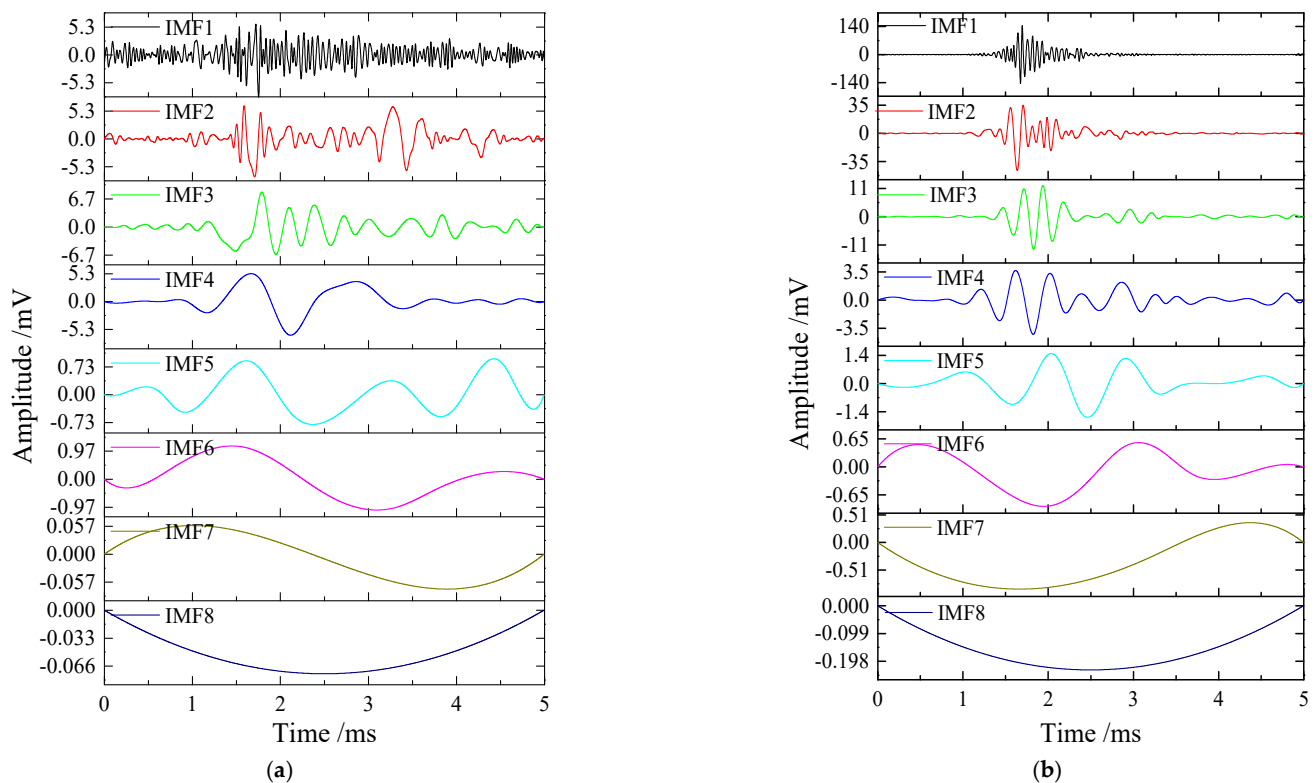 5.3
0.0
-5.3
IMF1
5.3
0.0
-5.3
IMF2
6.7
0.0
-6.7
IMF3
5.3
0.0
-5.3
IMF4
0.73
0.00
-0.73
IMF5
0.97
0.00
-0.97
IMF6
0.057
0.000
-0.057
IMF7
0.000
-0.033
-0.066
IMF8
0 1 2 3 4 5
Amplitude /mV
Time /ms
(a)
140
0
-140
IMF1
35
0
-35
IMF2
11
0
-11
IMF3
3.5
0.0
-3.5
IMF4
1.4
0.0
-1.4
IMF5
0.65
0.00
-0.65
IMF6
0.51
0.00
-0.51
IMF7
0.000
-0.099
-0.198
IMF8
0 1 2 3 4 5
Amplitude /mV
Time /ms
(b)